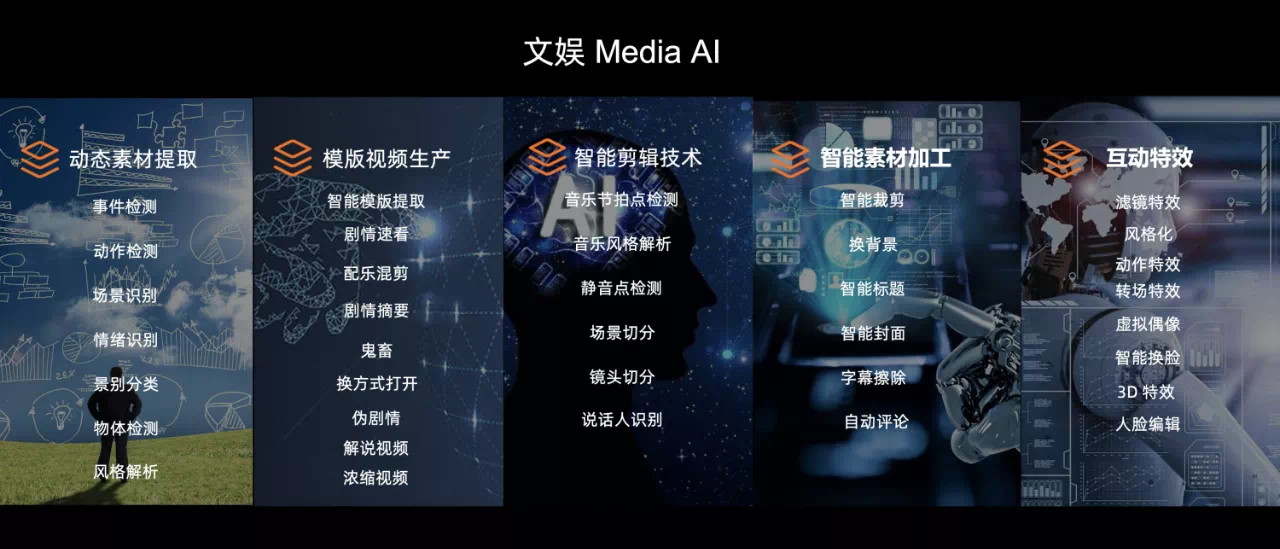 文娱 Media AI
动态素材提取
事件检测
动作检测
场景识别
情绪识别
景别分类
物体检测
风格解析
模版视频生产
智能模版提取
剧情速看
配乐混剪
剧情摘要
鬼畜
换方式打开
伪剧情
解说视频
浓缩视频
智能剪辑技术
AI
音乐节拍点检测
音乐风格解析
静音点检测
场景切分
镜头切分
说话人识别
智能素材加工
智能裁剪
换背景
智能标题
智能封面
字幕擦除
自动评论
互动特效
滤镜特效
风格化
动作特效
转场特效
虚拟偶像
智能换脸
3D 特效
人脸编辑